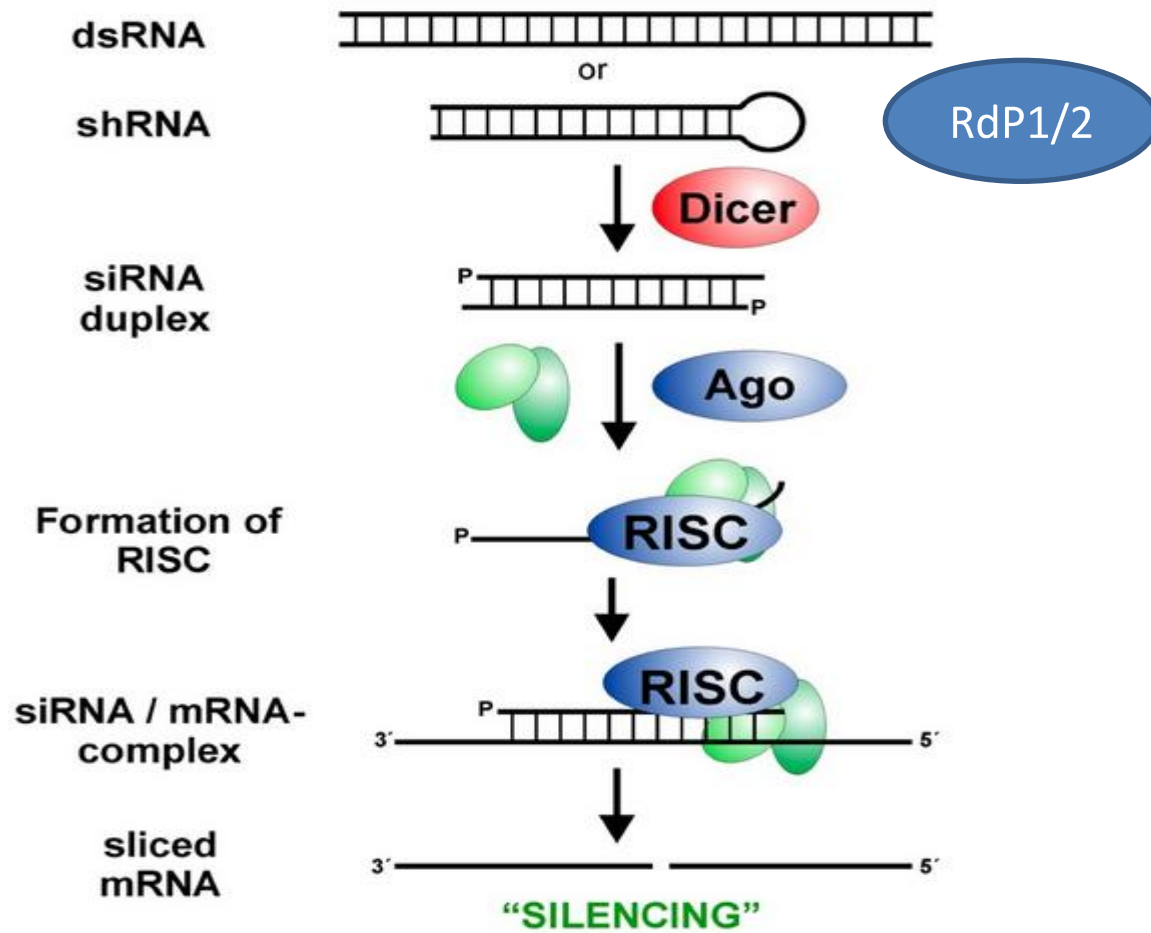 dsRNA
or
shRNA
RdP1/2
Dicer
siRNA
duplex
P
P
Ago
Formation of
RISC
P
RISC
RISC
siRNA / mRNA-
complex
P
3´
5´
sliced
mRNA
3´
5´
“SILENCING”